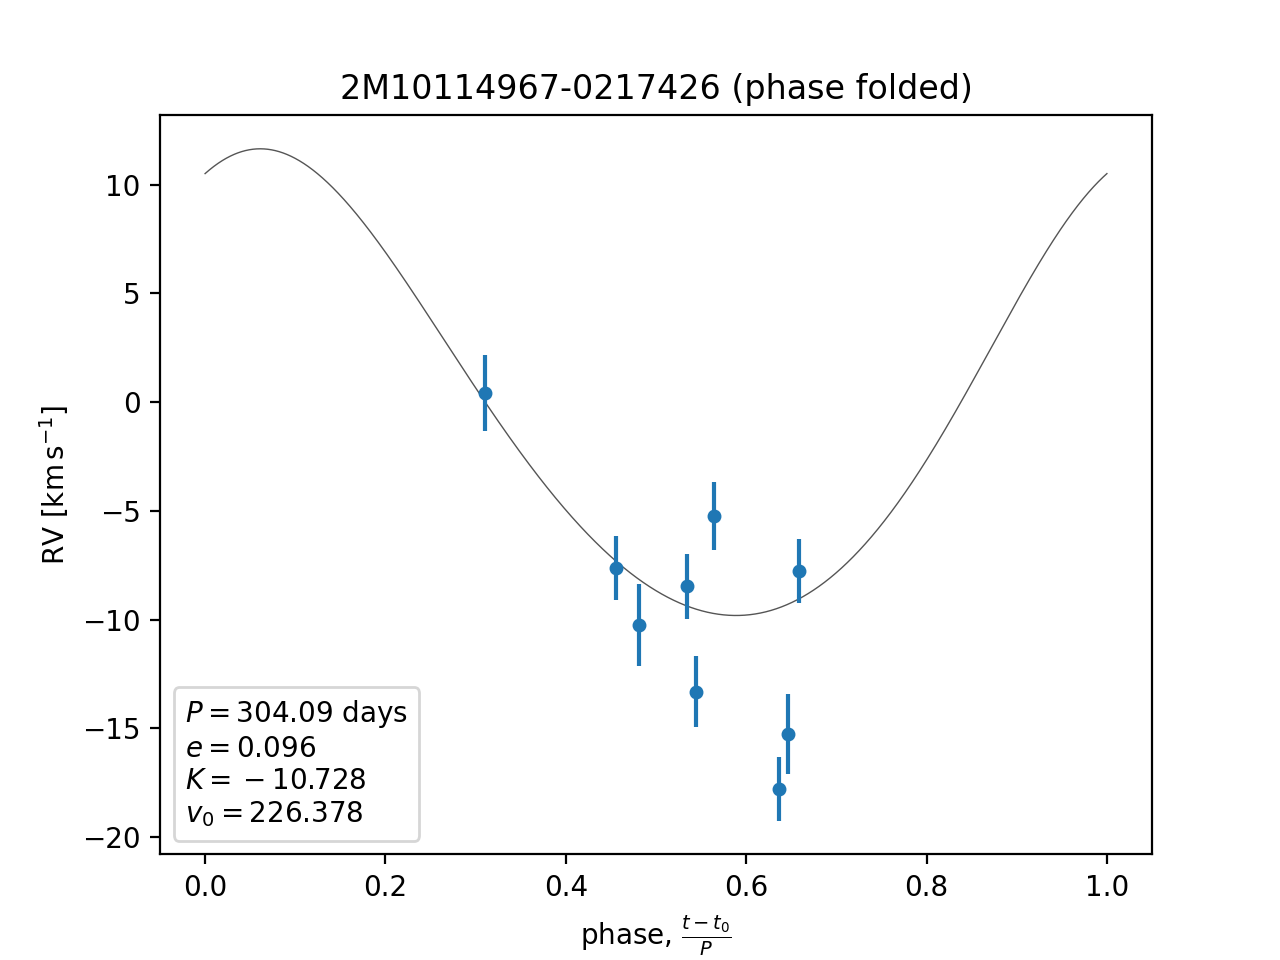 2M10114967-0217426 (phase folded)
RV [km s⁻¹]
10
5
0
−5
−10
−15
−20
P = 304.09 days
e = 0.096
K = −10.728
v₀ = 226.378
0.0 0.2 0.4 0.6 0.8 1.0
phase, (t − t₀)/P